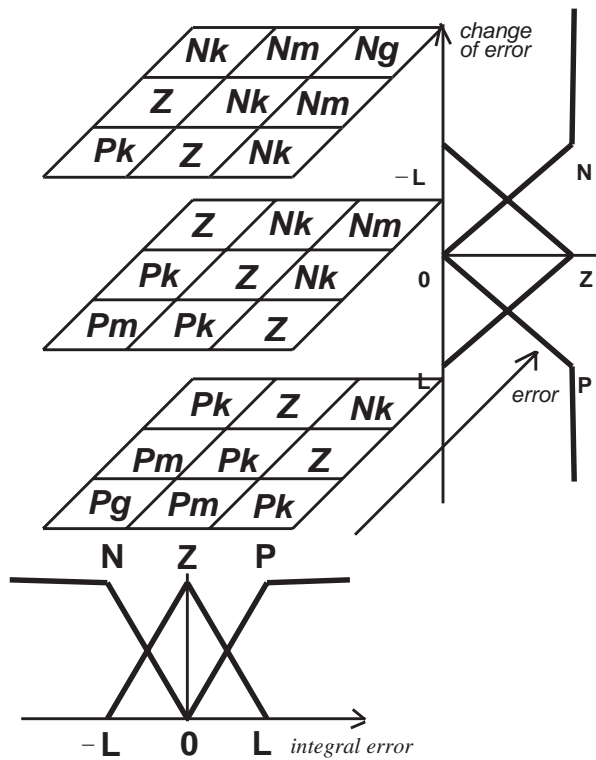 change
of error
Nk Nm Ng
Z Nk Nm
Pk Z Nk
–L
N
Z Nk Nm
Pk Z Nk
0
Z
Pm Pk Z
L
P
error
Pk Z Nk
Pm Pk Z
Pg Pm Pk
N Z P
–L 0 L integral error